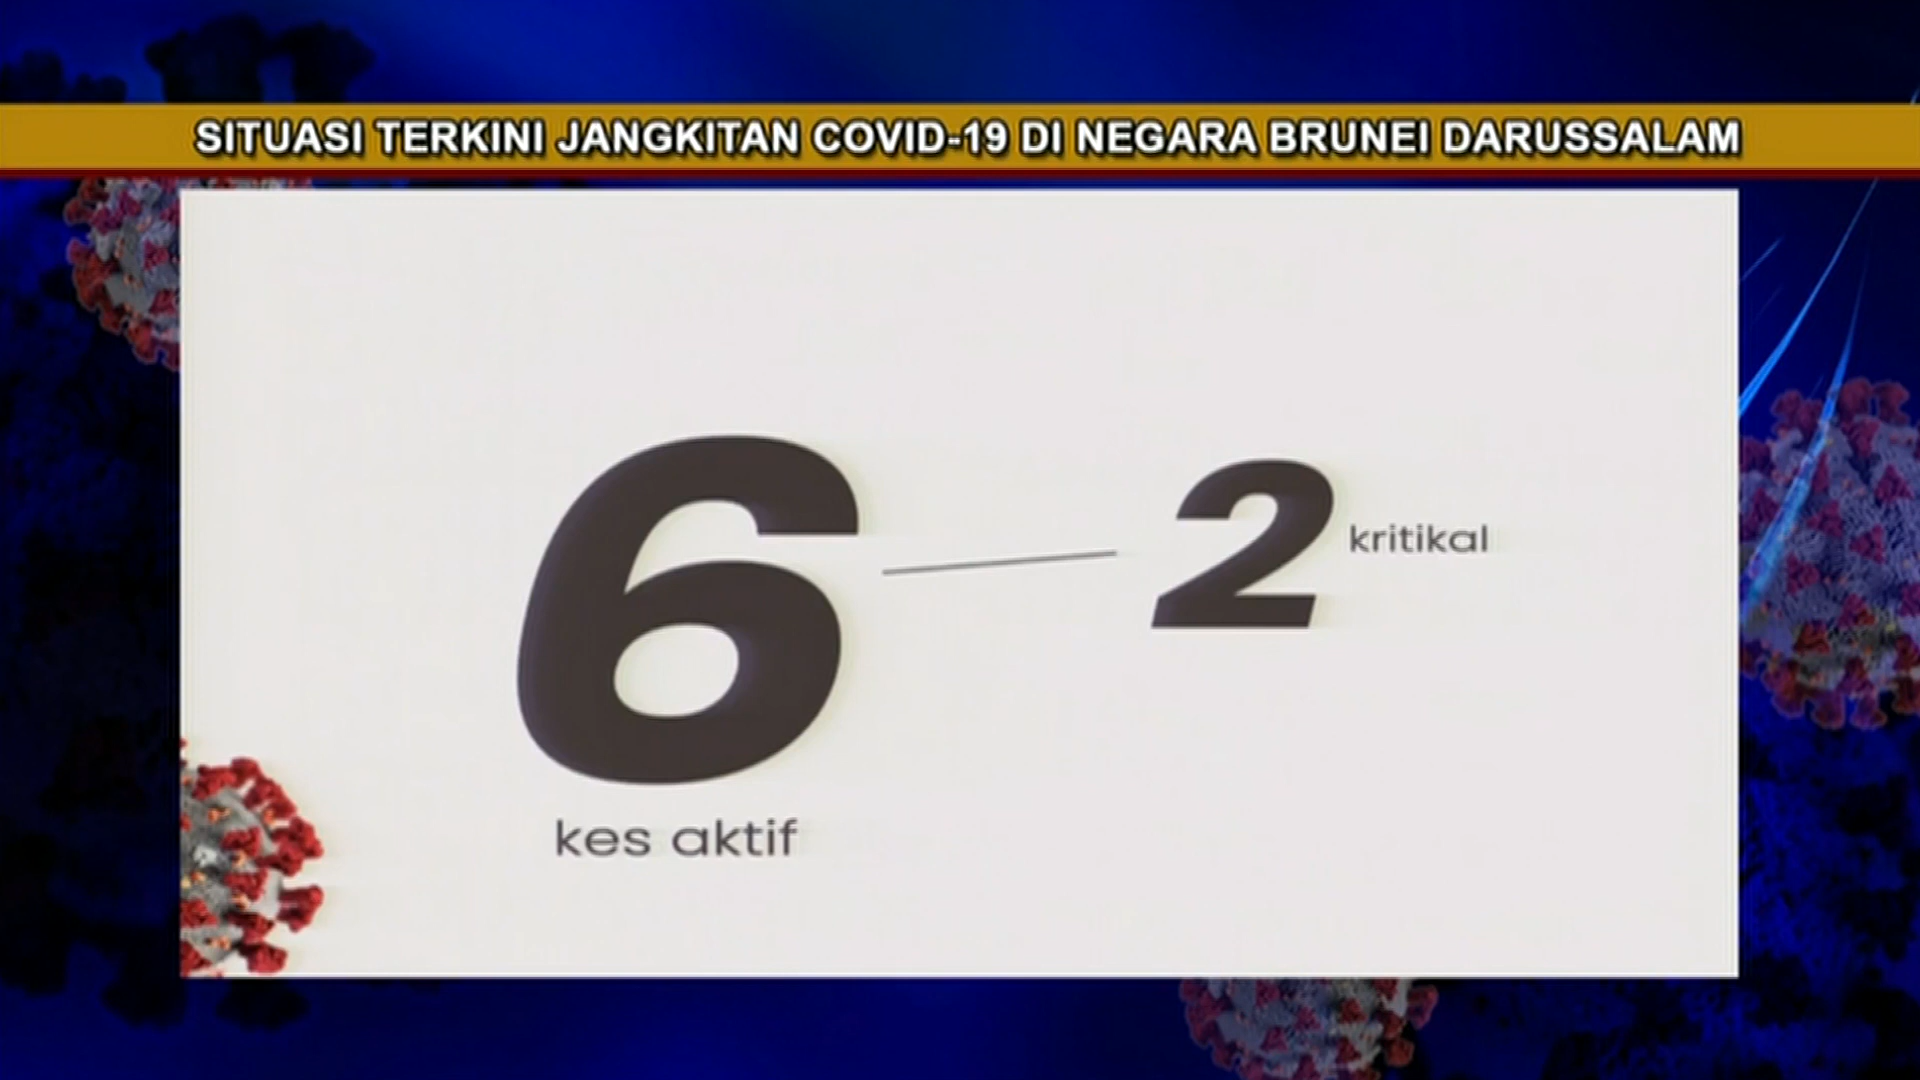 SITUASI TERKINI JANGKITAN COVID-19 DI NEGARA BRUNEI DARUSSALAM
6
2 kritikal
kes aktif